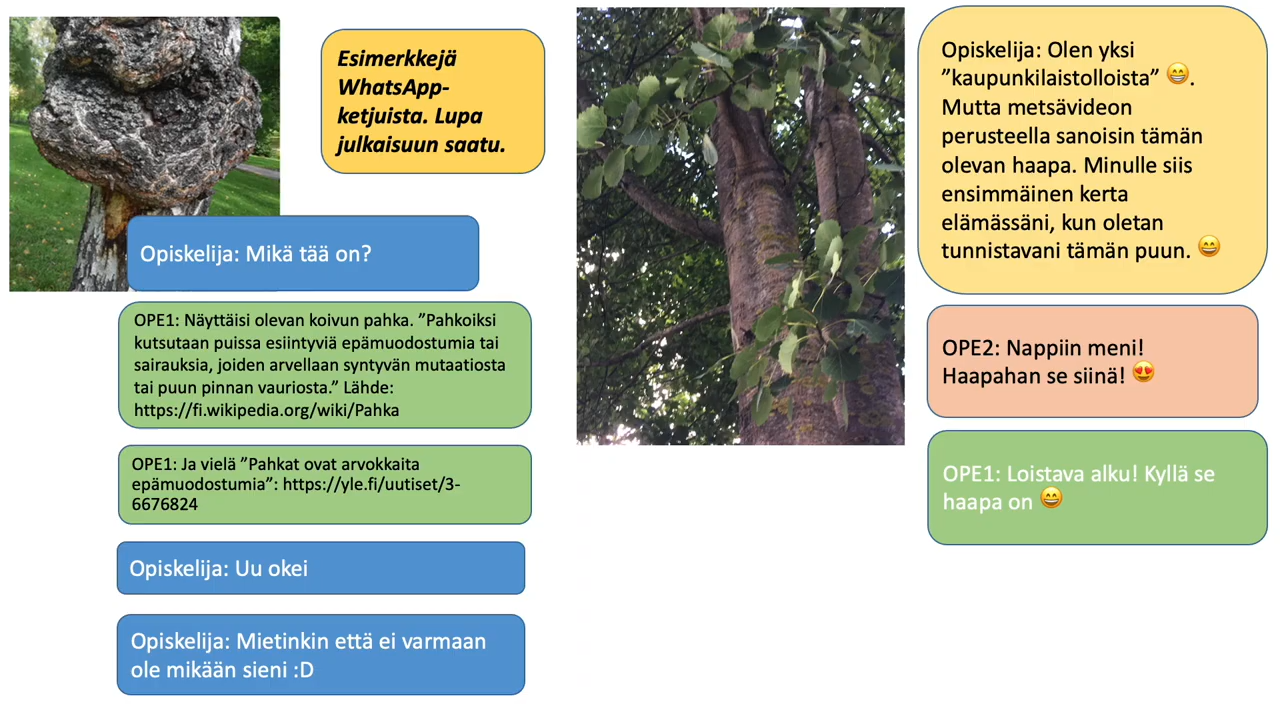 Esimerkkejä
WhatsApp-
ketjuista. Lupa
julkaisuun saatu.
Opiskelija: Mikä tää on?
OPE1: Näyttäisi olevan koivun pahka. ”Pahkoiksi
kutsutaan puissa esiintyviä epämuodostumia tai
sairauksia, joiden arvellaan syntyvän mutaatiosta
tai puun pinnan vauriosta.” Lähde:
https://fi.wikipedia.org/wiki/Pahka
OPE1: Ja vielä ”Pahkat ovat arvokkaita
epämuodostumia”: https://yle.fi/uutiset/3-
6676824
Opiskelija: Uu okei
Opiskelija: Mietinkin että ei varmaan
ole mikään sieni :D
Opiskelija: Olen yksi
”kaupunkilaistolloista” 😁.
Mutta metsävideon
perusteella sanoisin tämän
olevan haapa. Minulle siis
ensimmäinen kerta
elämässäni, kun oletan
tunnistavani tämän puun. 😄
OPE2: Nappiin meni!
Haapahan se siinä! 😍
OPE1: Loistava alku! Kyllä se
haapa on 😄